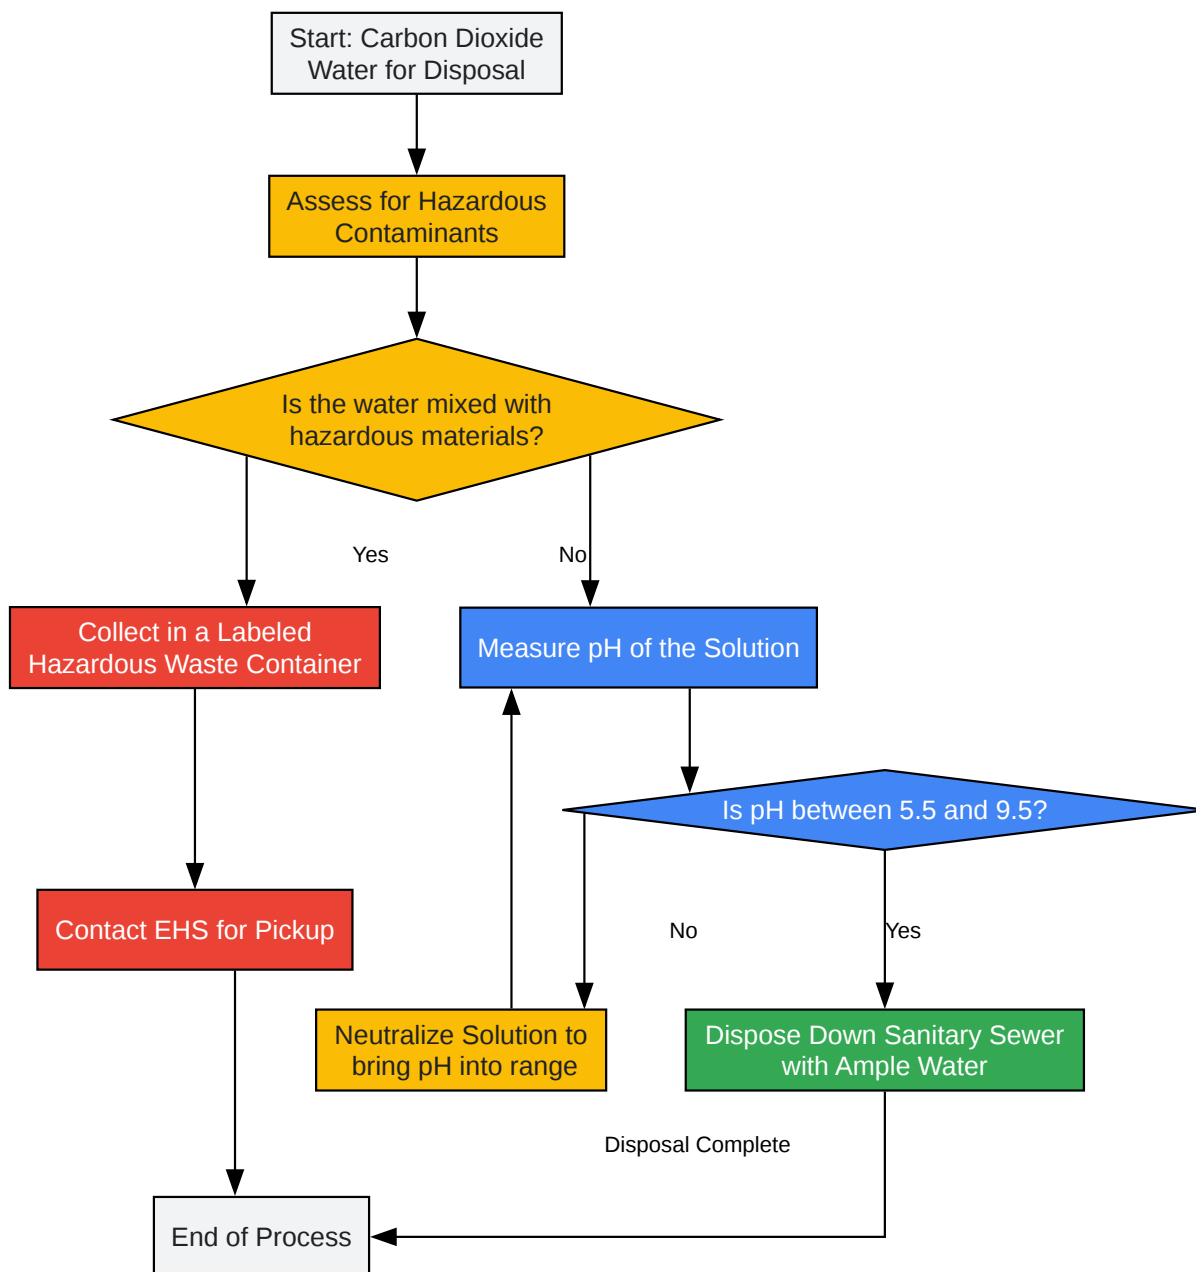 Start: Carbon Dioxide
Water for Disposal
Assess for Hazardous
Contaminants
Is the water mixed with
hazardous materials?
Yes
No
Collect in a Labeled
Hazardous Waste Container
Measure pH of the Solution
Is pH between 5.5 and 9.5?
Contact EHS for Pickup
No
Yes
Neutralize Solution to
bring pH into range
Dispose Down Sanitary Sewer
with Ample Water
Disposal Complete
End of Process